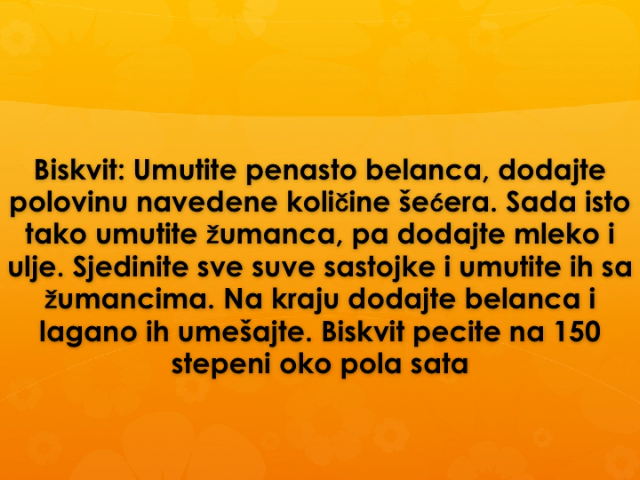 Biskvit: Umutite penasto belanca, dodajte
polovinu navedene količine šećera. Sada isto
tako umutite žumanca, pa dodajte mleko i
ulje. Sjedinite sve suve sastojke i umutite ih sa
žumancima. Na kraju dodajte belanca i
lagano ih umešajte. Biskvit pecite na 150
stepeni oko pola sata